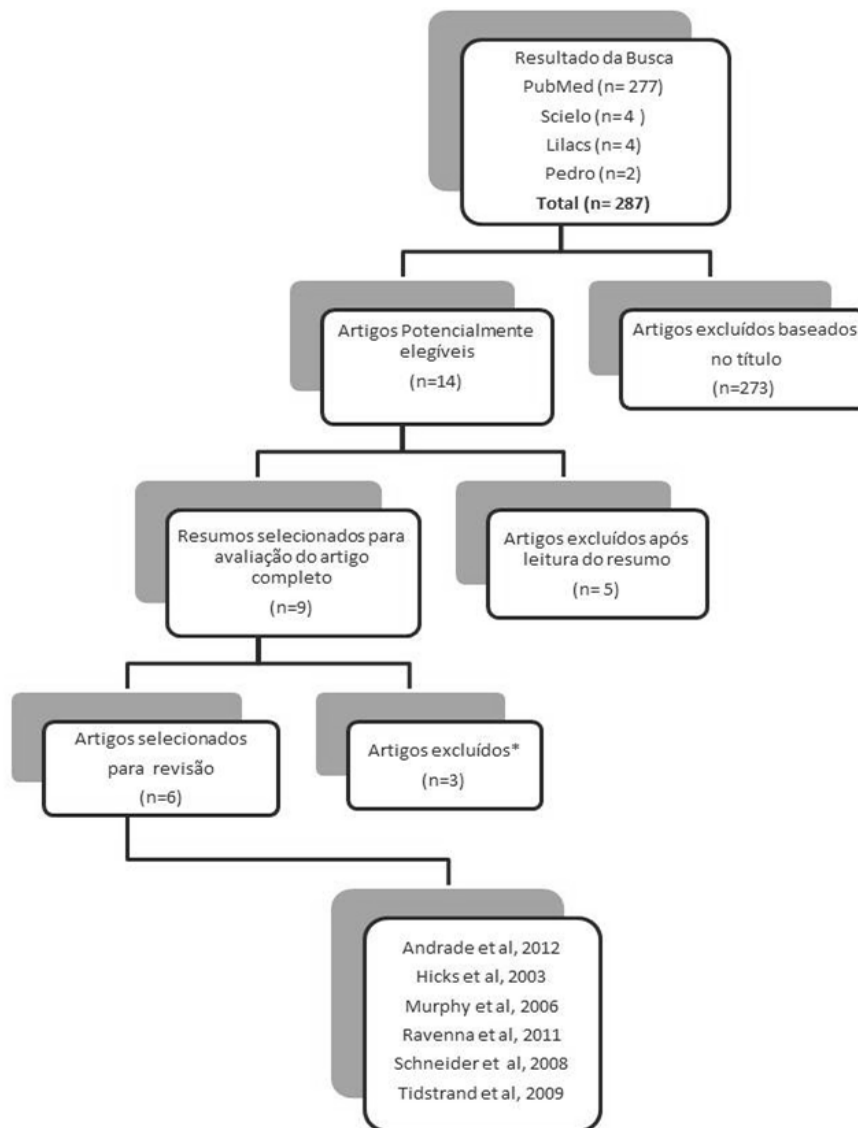 Resultado da Busca
PubMed (n= 277)
Scielo (n= 4 )
Lilacs (n= 4)
Pedro (n=2)
Total (n= 287)
Artigos Potencialmente
elegíveis
(n=14)
Artigos excluídos baseados
no título
(n=273)
Resumos selecionados para
avaliação do artigo
completo
(n=9)
Artigos excluídos após
leitura do resumo
(n= 5)
Artigos selecionados
para revisão
(n=6)
Artigos excluídos*
(n=3)
Andrade et al, 2012
Hicks et al, 2003
Murphy et al, 2006
Ravenna et al, 2011
Schneider et al, 2008
Tidstrand et al, 2009